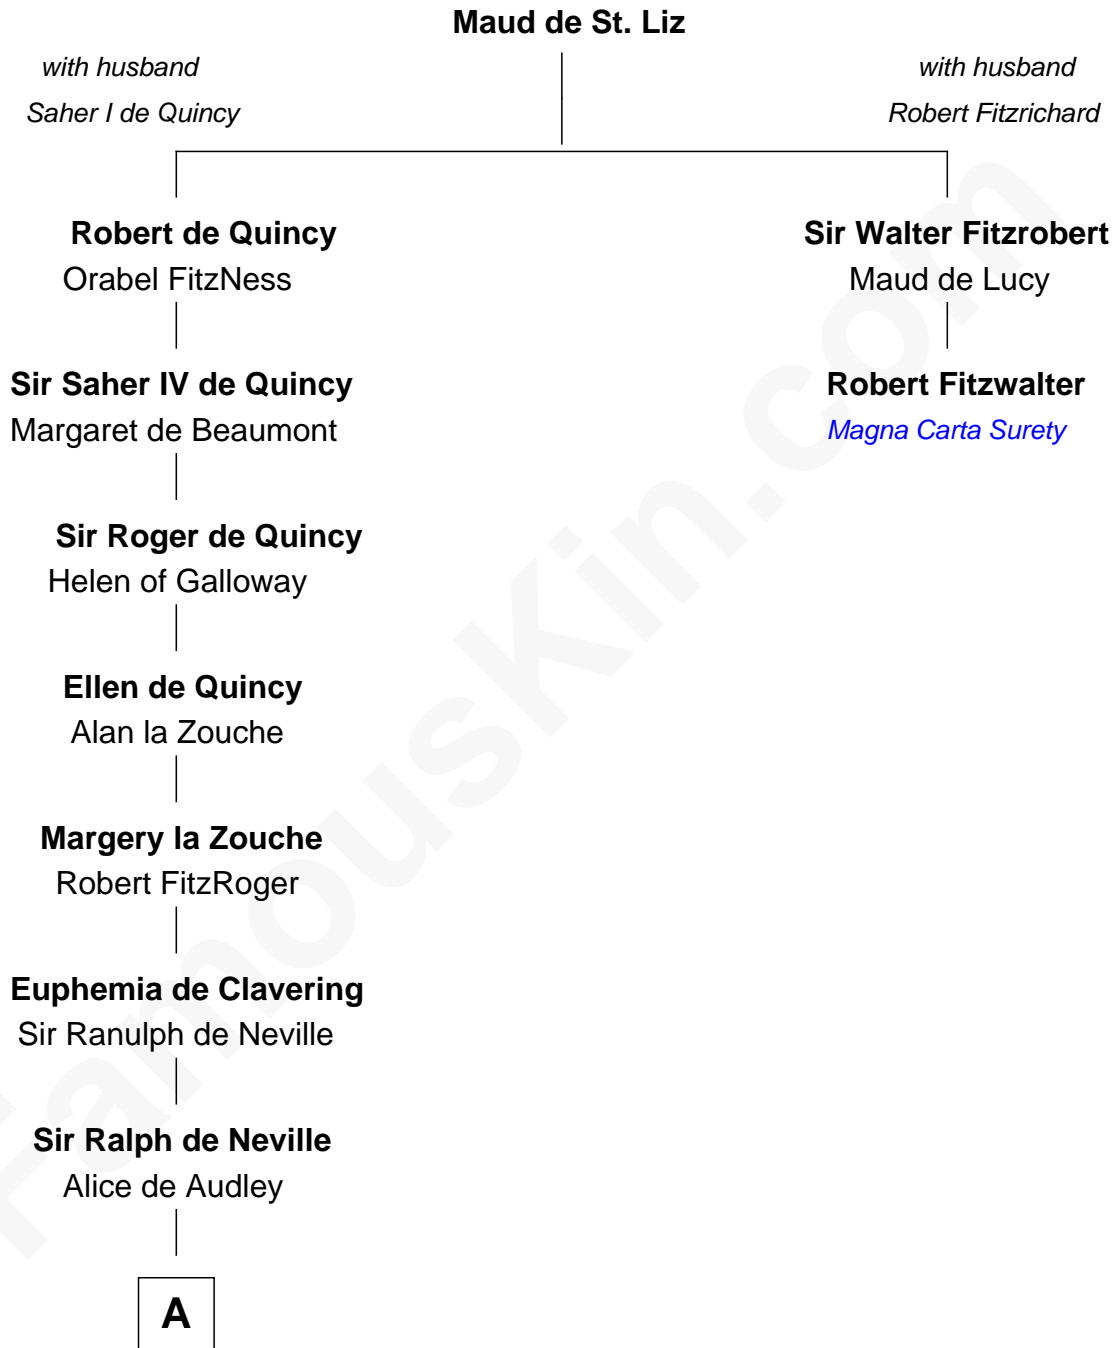 Maud de St. Liz
with husband
Saher I de Quincy
with husband
Robert Fitzrichard
Robert de Quincy
Orabel FitzNess
Sir Walter Fitzrobert
Maud de Lucy
Sir Saher IV de Quincy
Margaret de Beaumont
Robert Fitzwalter
Magna Carta Surety
Sir Roger de Quincy
Helen of Galloway
Ellen de Quincy
Alan la Zouche
Margery la Zouche
Robert FitzRoger
Euphemia de Clavering
Sir Ranulph de Neville
Sir Ralph de Neville
Alice de Audley
A
FamousKin.com